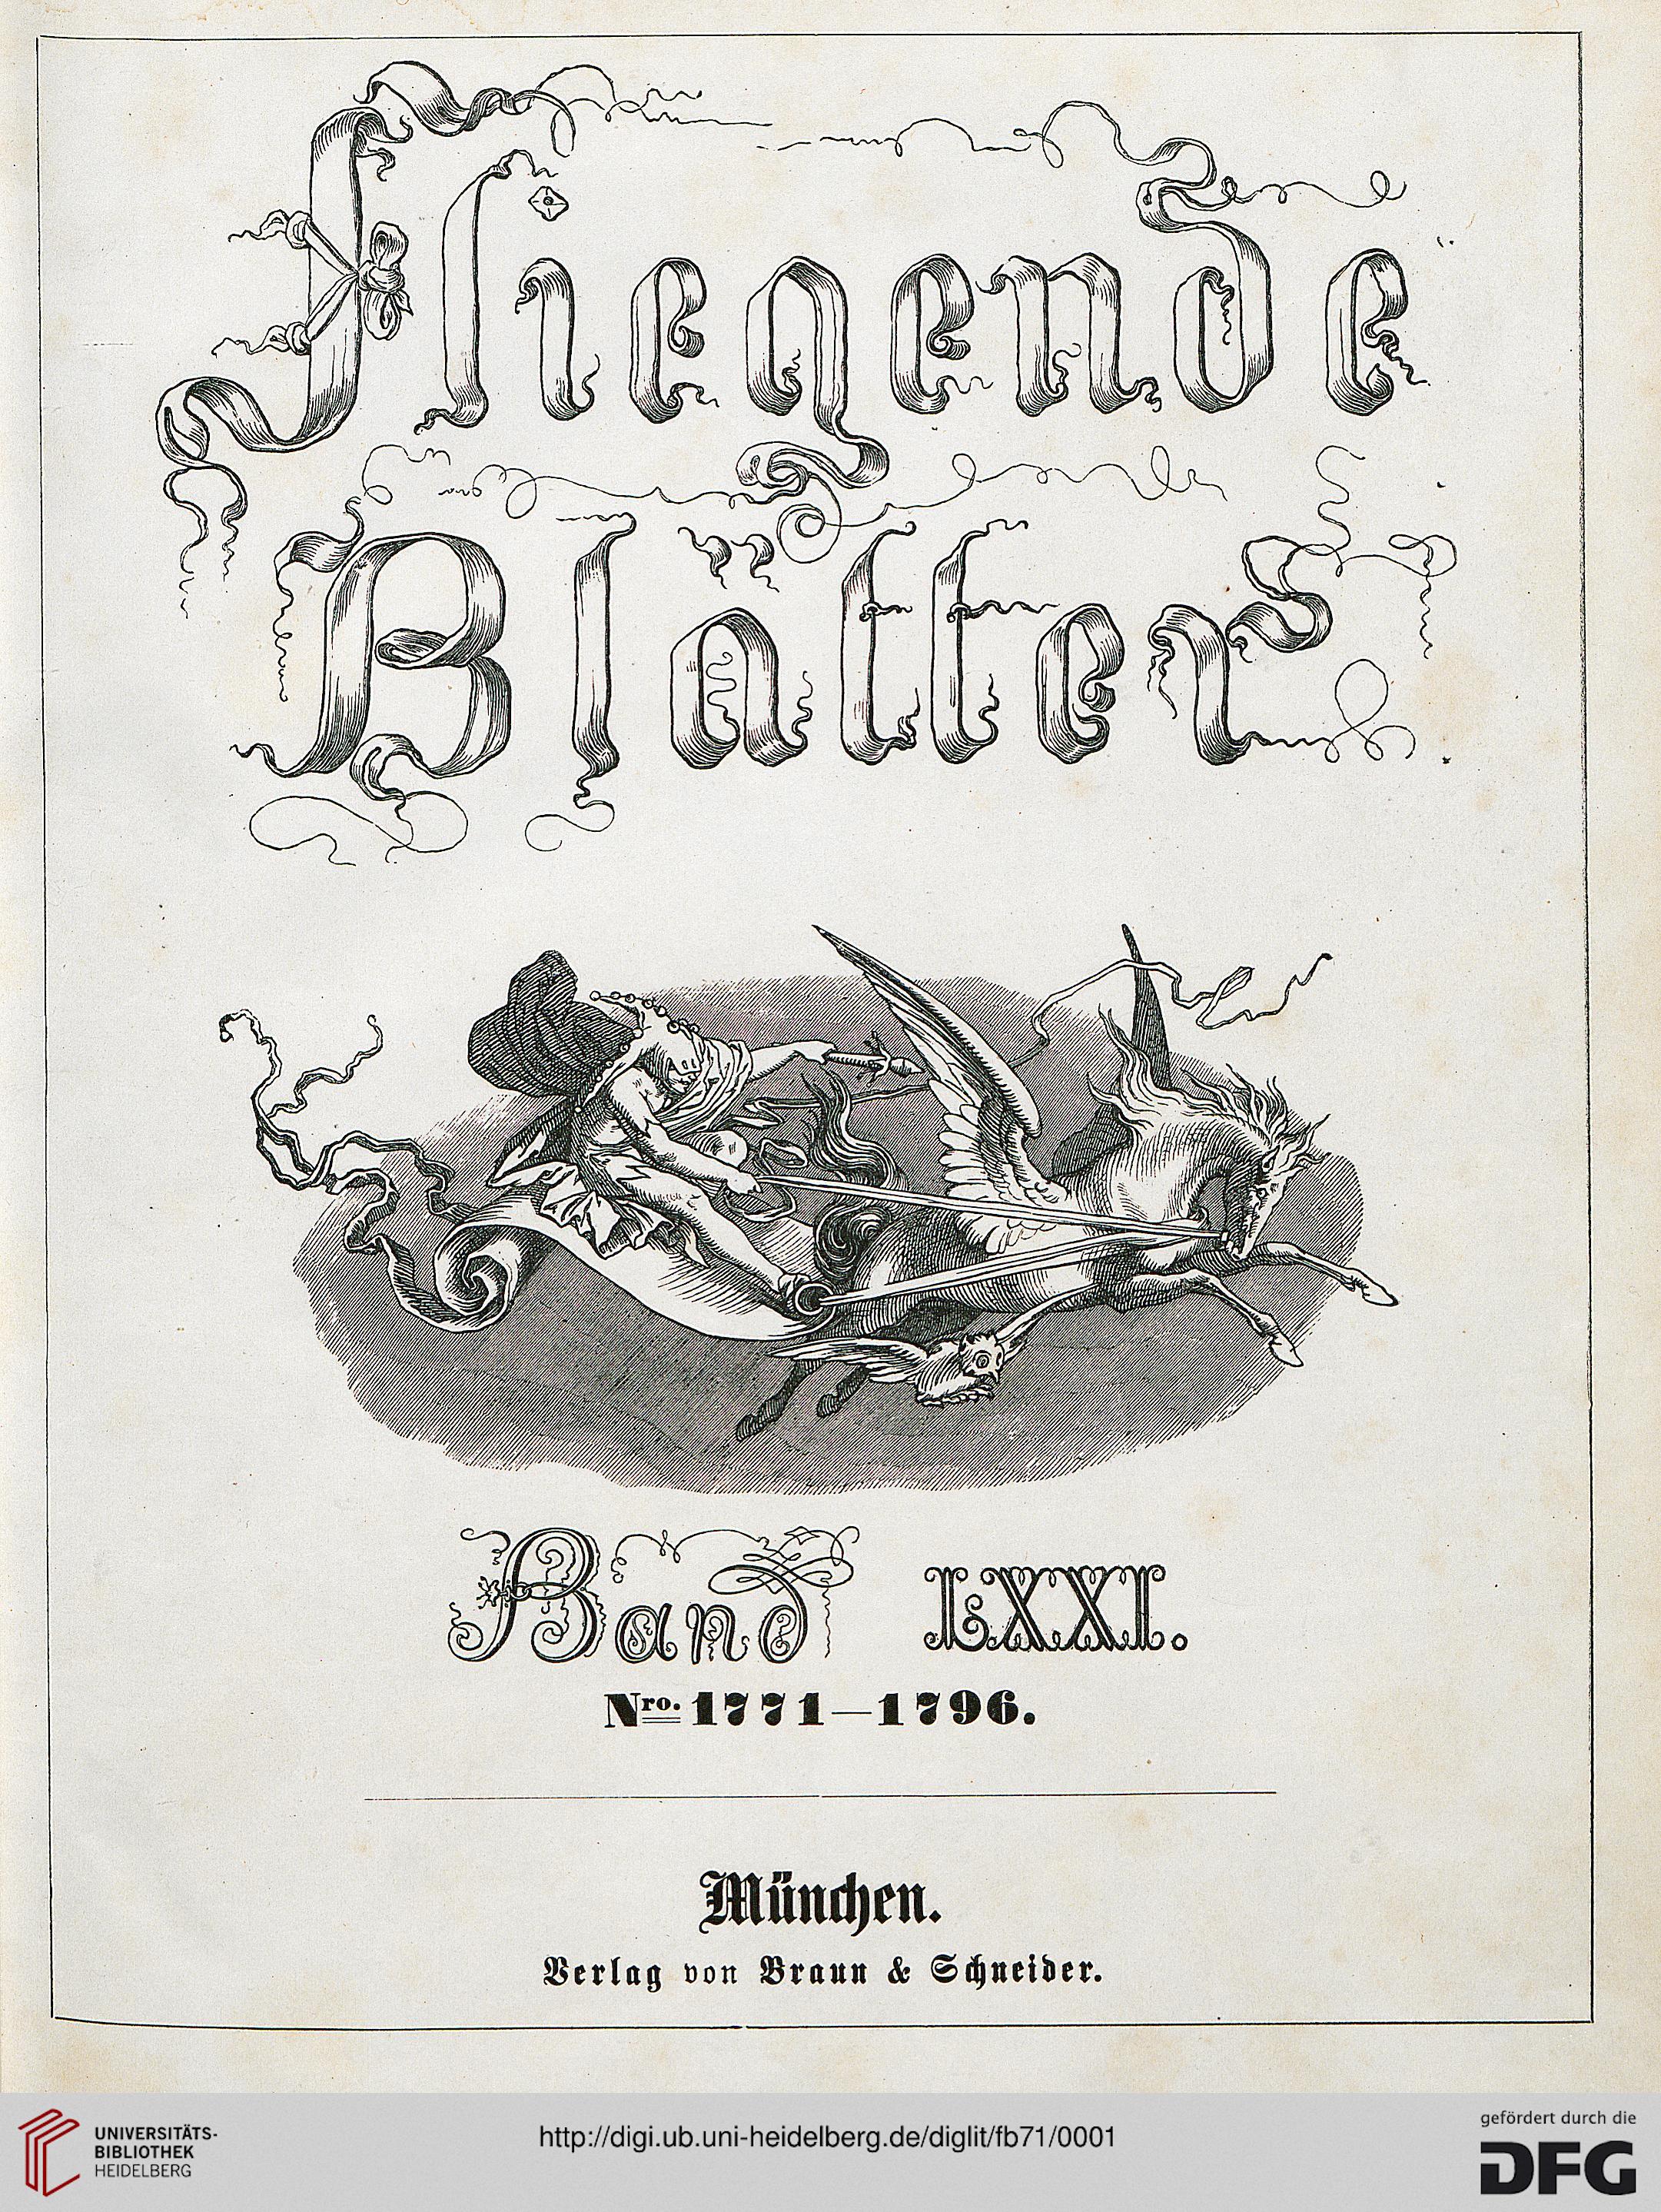 Fliegende
Blätter
Band LXXI.
Nro. 1771—1796.
München.
Verlag von Braun & Schneider.
UNIVERSITÄTS-
BIBLIOTHEK
HEIDELBERG
http://digi.ub.uni-heidelberg.de/diglit/fb71/0001
gefördert durch die
DFG